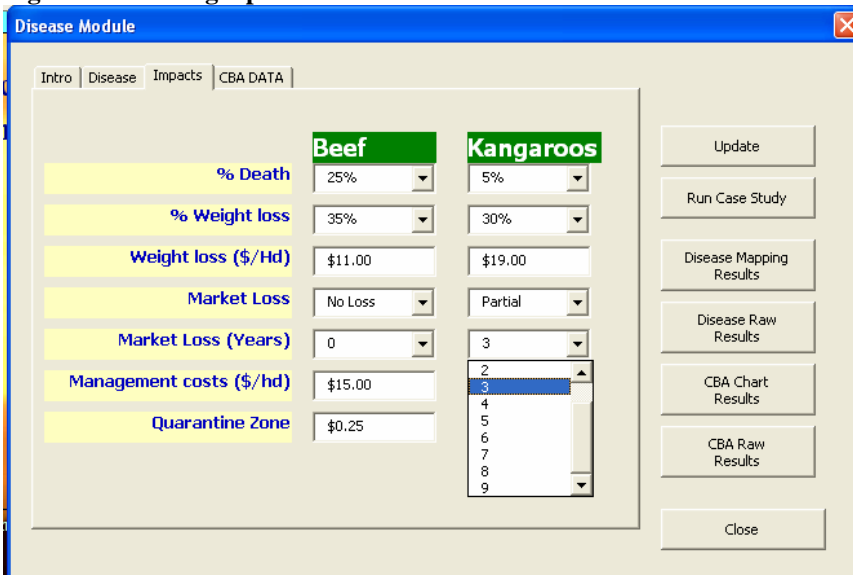 Disease Module
Intro Disease Impacts CBA DATA
Beef Kangaroos
% Death 25% 5%
% Weight loss 35% 30%
Weight loss ($/Hd) $11.00 $19.00
Market Loss No Loss Partial
Market Loss (Years) 0 3
2
3
4
5
6
7
8
9
Management costs ($/hd) $15.00
Quarantine Zone $0.25
Update
Run Case Study
Disease Mapping
Results
Disease Raw
Results
CBA Chart
Results
CBA Raw
Results
Close